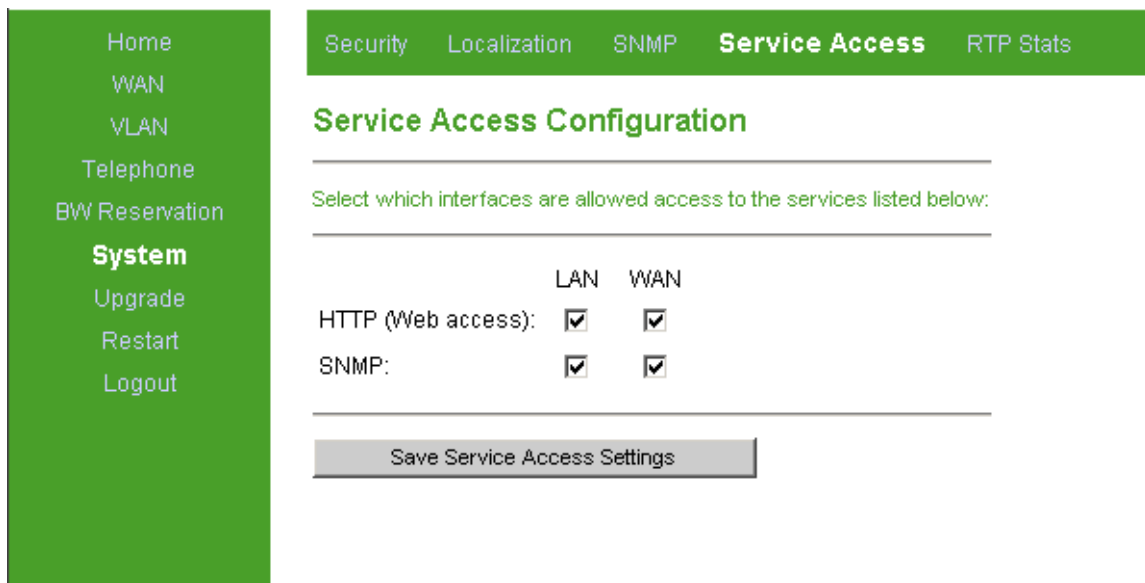 Home
WAN
VLAN
Telephone
BW Reservation
System
Upgrade
Restart
Logout
Security Localization SNMP Service Access RTP Stats
Service Access Configuration
Select which interfaces are allowed access to the services listed below:
LAN WAN
HTTP (Web access):
SNMP:
Save Service Access Settings